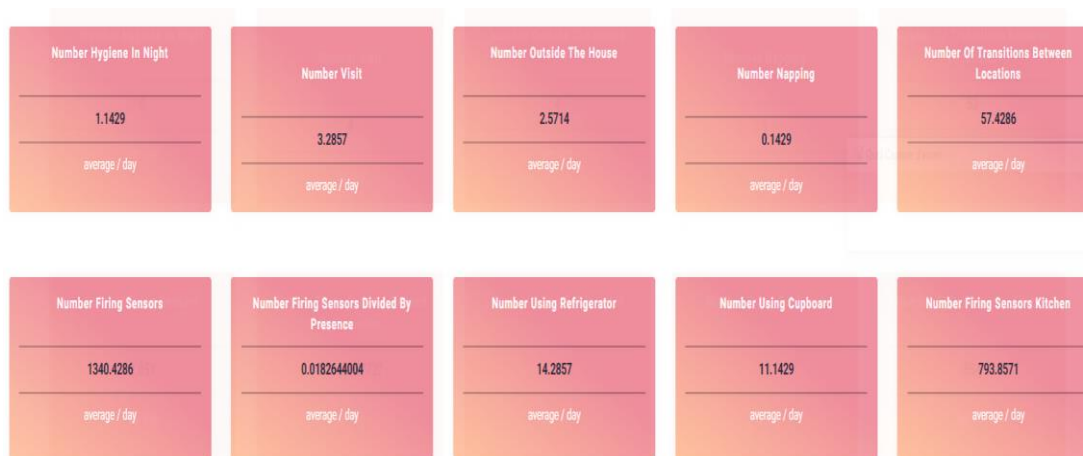 Number Hygiene In Night
1.1429
average / day
Number Visit
3.2857
average / day
Number Outside The House
2.5714
average / day
Number Napping
0.1429
average / day
Number Of Transitions Between
Locations
57.4286
average / day
Number Firing Sensors
1340.4286
average / day
Number Firing Sensors Divided By
Presence
0.0182644004
average / day
Number Using Refrigerator
14.2857
average / day
Number Using Cupboard
11.1429
average / day
Number Firing Sensors Kitchen
793.8571
average / day